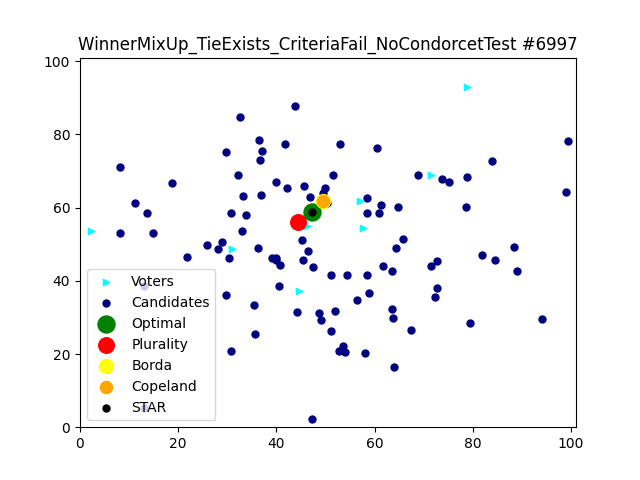 WinnerMixUp_TieExists_CriteriaFail_NoCondorcetTest #6997
100
80
60
40
20
0
0 20 40 60 80 100
Voters
Candidates
Optimal
Plurality
Borda
Copeland
STAR